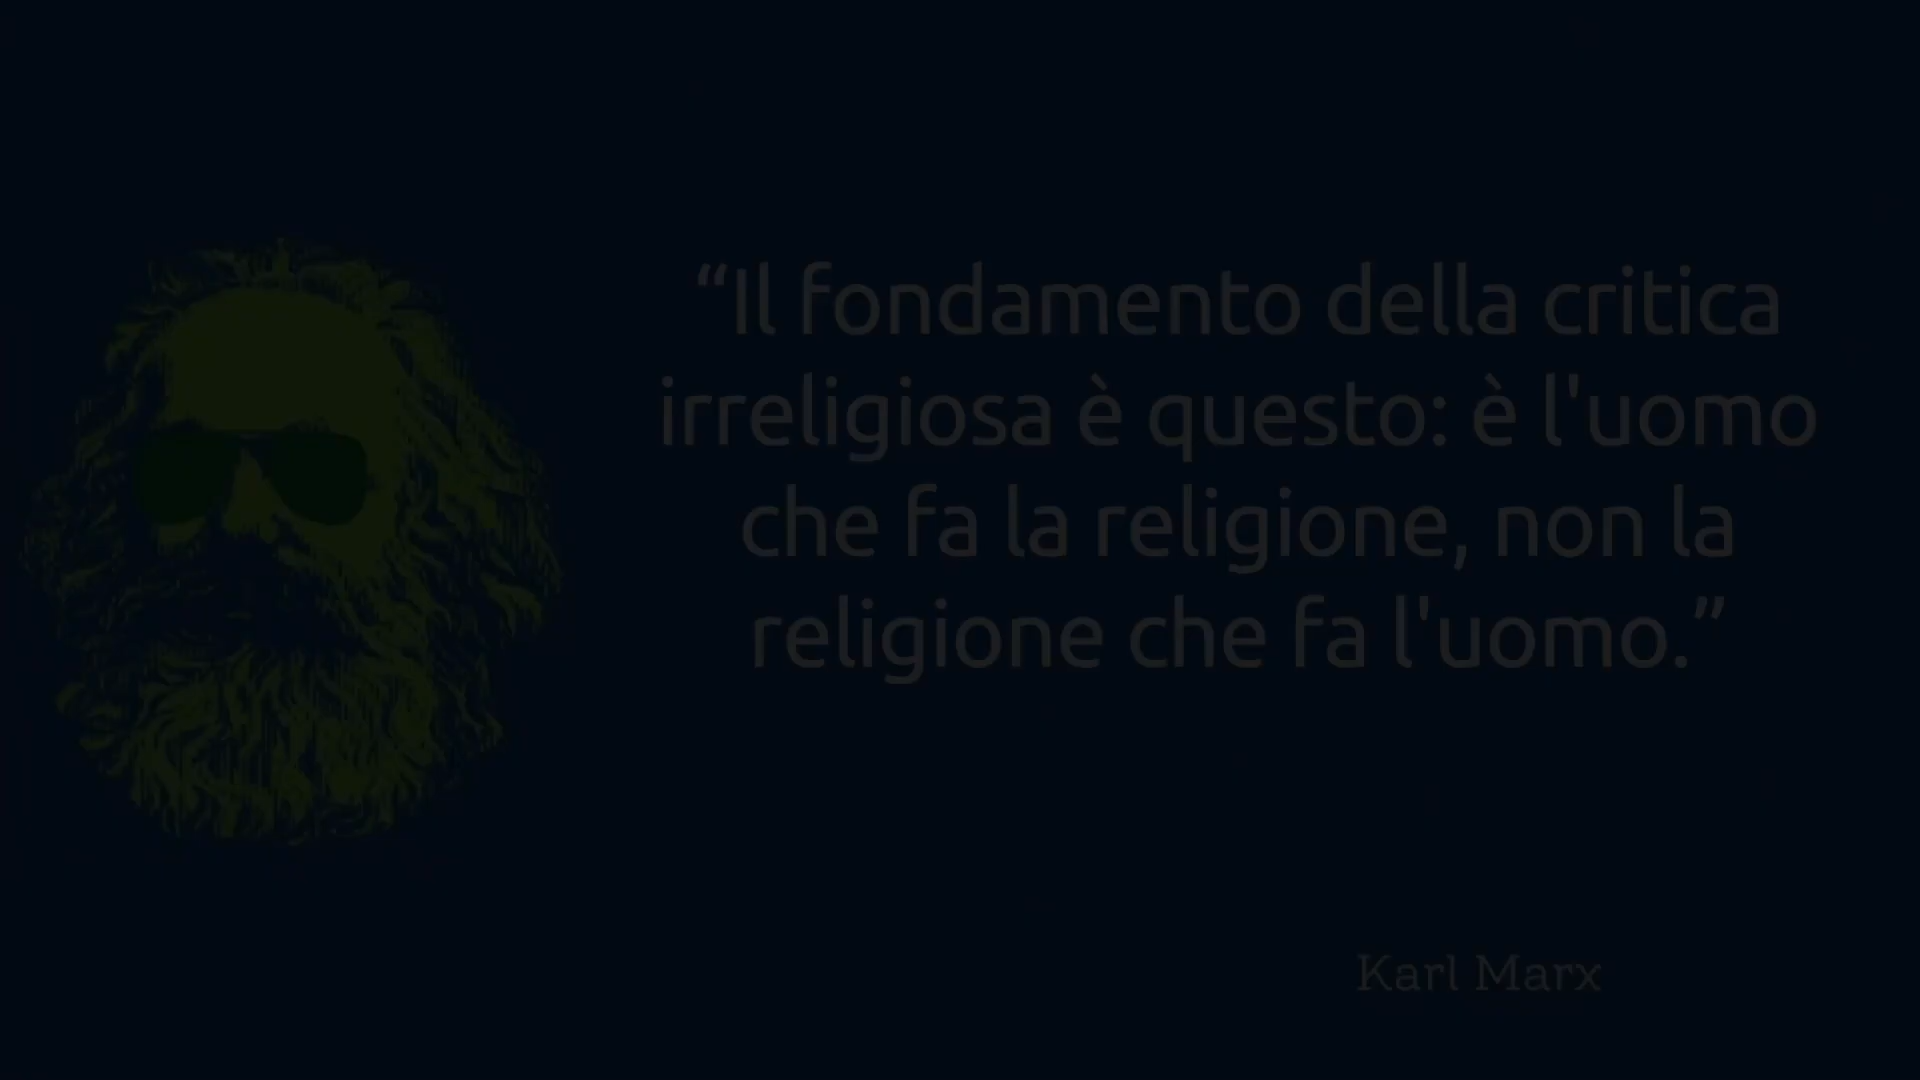 “Il fondamento della critica
irreligiosa è questo: è l'uomo
che fa la religione, non la
religione che fa l'uomo.”
Karl Marx